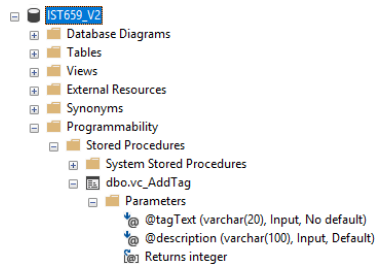 IST659_V2
Database Diagrams
Tables
Views
External Resources
Synonyms
Programmability
Stored Procedures
System Stored Procedures
dbo.vc_AddTag
Parameters
@tagText (varchar(20), Input, No default)
@description (varchar(100), Input, Default)
Returns integer